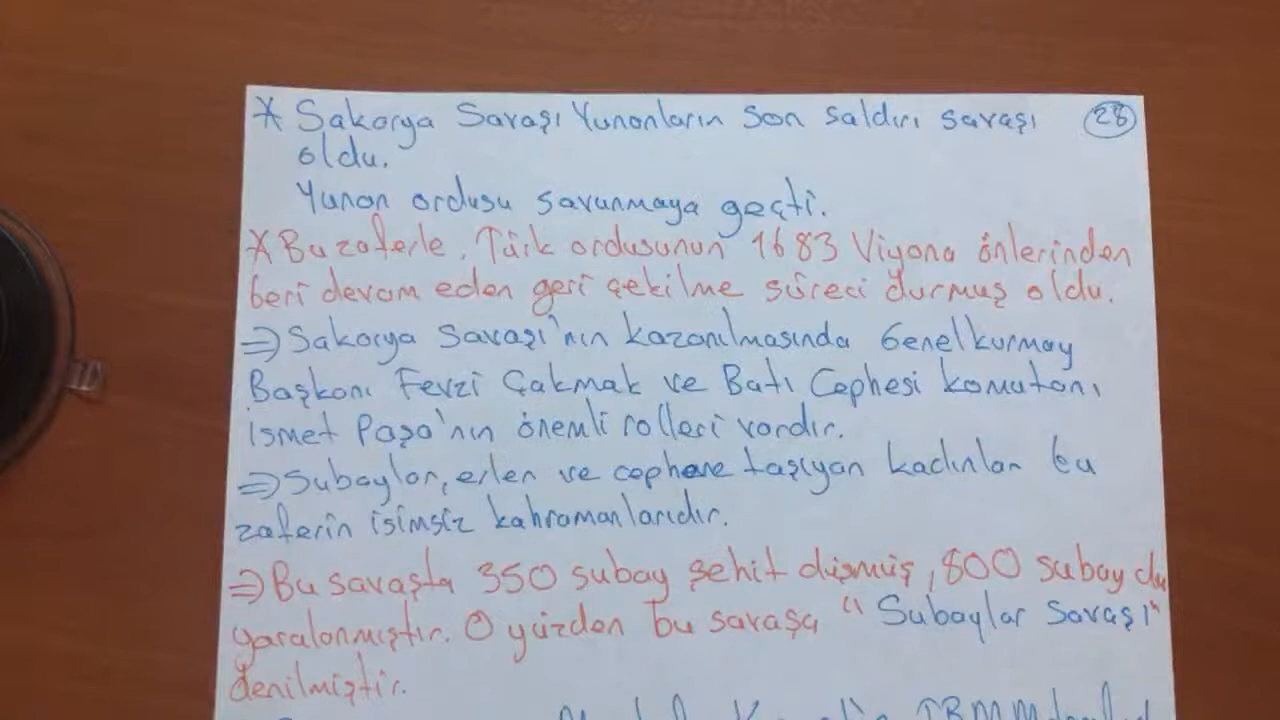 * Sakarya Savaşı Yunanların son saldırı savaşı 28
oldu.
Yunan ordusu savunmaya geçti.
* Bu zaferle, Türk ordusunun 1683 Viyana önlerinden
beri devam eden geri çekilme süreci durmuş oldu.
⇒ Sakarya Savaşı'nın kazanılmasında Genelkurmay
Başkanı Fevzi Çakmak ve Batı Cephesi komutanı
İsmet Paşa'nın önemli rolleri vardır.
⇒ Subaylar, erler ve cephane taşıyan kadınlar bu
zaferin isimsiz kahramanlarıdır.
⇒ Bu savaşta 350 subay şehit düşmüş, 800 subay da
yaralanmıştır. O yüzden bu savaşa "Subaylar Savaşı"
denilmiştir.